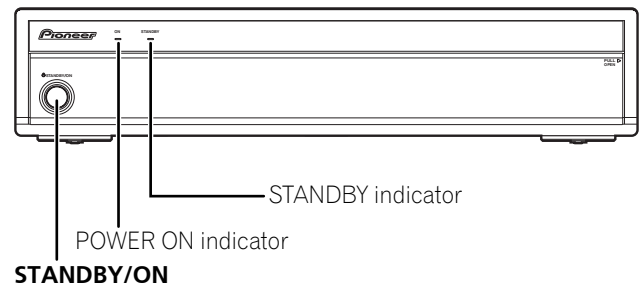 Pioneer
ON
STANDBY
PULL
OPEN
STANDBY/ON
STANDBY indicator
POWER ON indicator
STANDBY/ON